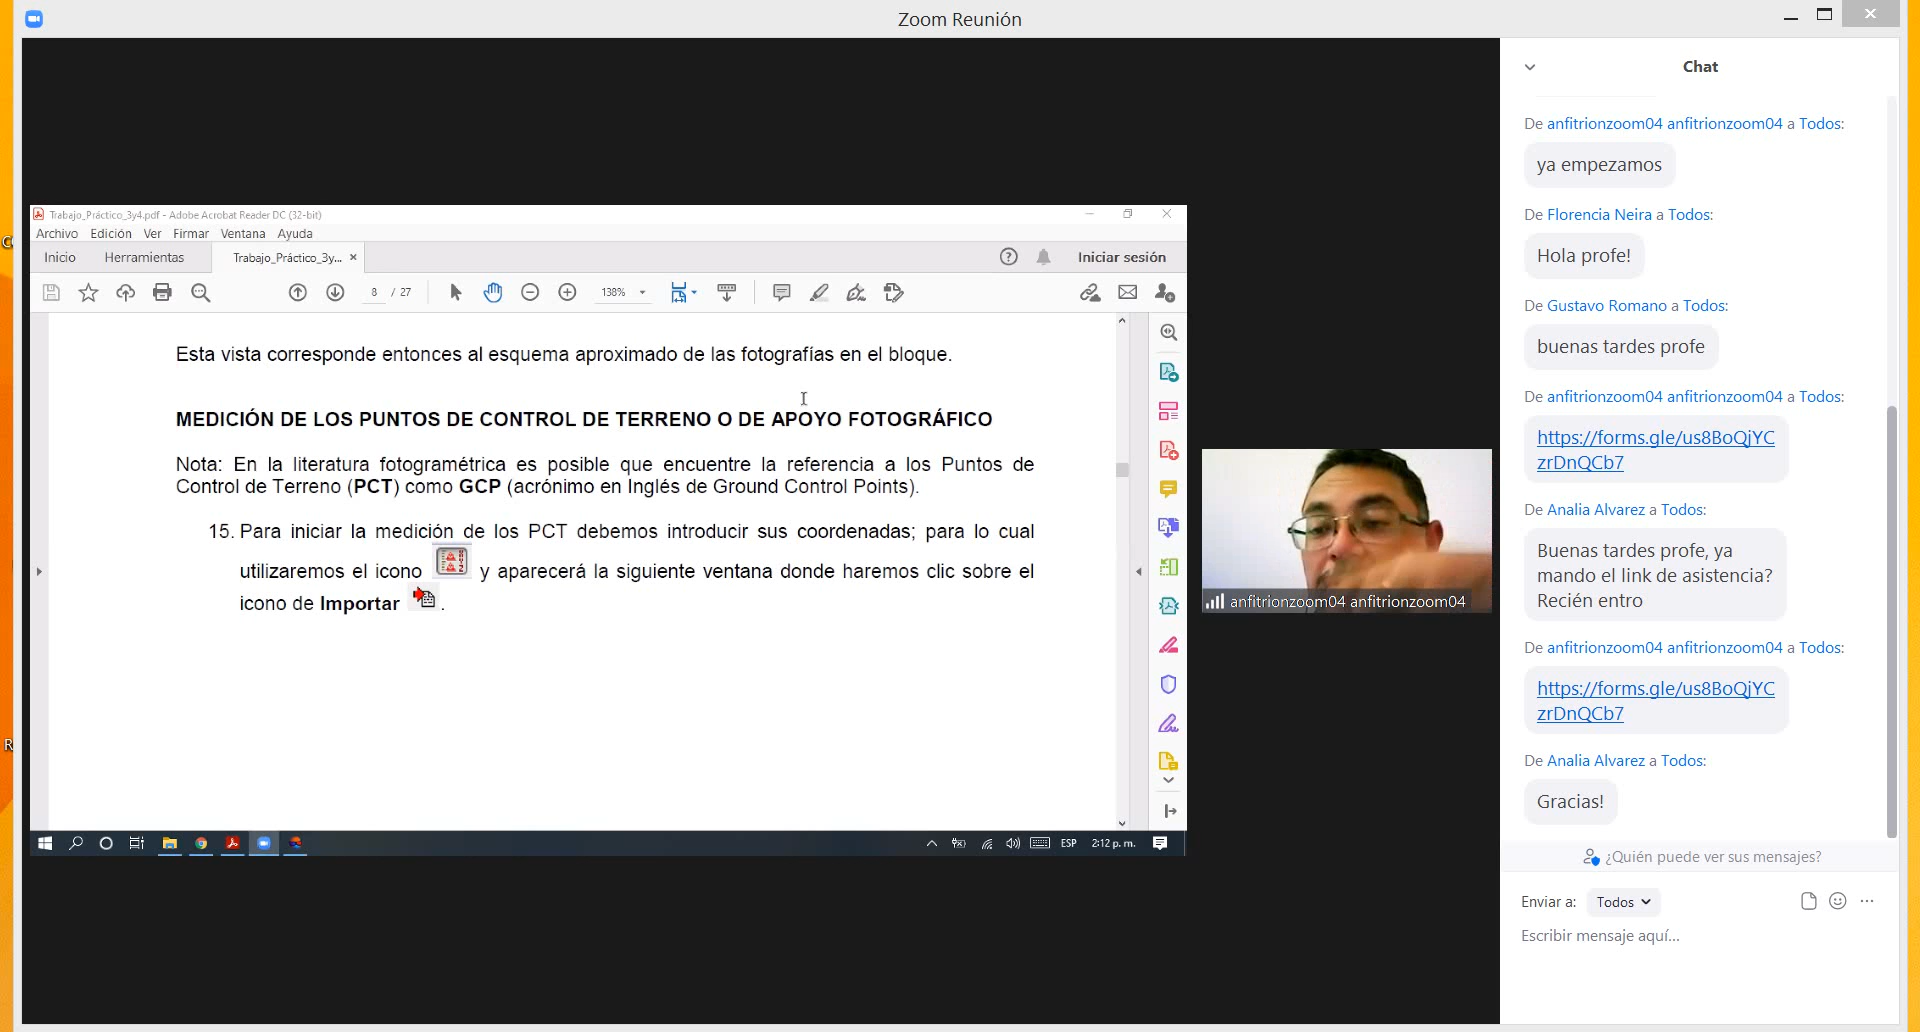 Zoom Reunión
Trabajo_Práctico_3y4.pdf - Adobe Acrobat Reader DC (32-bit)
Archivo Edición Ver Firmar Ventana Ayuda
Inicio Herramientas Trabajo_Práctico_3y... × Iniciar sesión
8 / 27 138%
Esta vista corresponde entonces al esquema aproximado de las fotografías en el bloque.
MEDICIÓN DE LOS PUNTOS DE CONTROL DE TERRENO O DE APOYO FOTOGRÁFICO
Nota: En la literatura fotogramétrica es posible que encuentre la referencia a los Puntos de
Control de Terreno (PCT) como GCP (acrónimo en Inglés de Ground Control Points).
15. Para iniciar la medición de los PCT debemos introducir sus coordenadas; para lo cual
utilizaremos el icono y aparecerá la siguiente ventana donde haremos clic sobre el
icono de Importar .
ESP 2:12 p. m.
anfitrionzoom04 anfitrionzoom04
Chat
De anfitrionzoom04 anfitrionzoom04 a Todos:
ya empezamos
De Florencia Neira a Todos:
Hola profe!
De Gustavo Romano a Todos:
buenas tardes profe
De anfitrionzoom04 anfitrionzoom04 a Todos:
https://forms.gle/us8BoQjYC
zrDnQCb7
De Analia Alvarez a Todos:
Buenas tardes profe, ya
mando el link de asistencia?
Recién entro
De anfitrionzoom04 anfitrionzoom04 a Todos:
https://forms.gle/us8BoQjYC
zrDnQCb7
De Analia Alvarez a Todos:
Gracias!
¿Quién puede ver sus mensajes?
Enviar a: Todos
Escribir mensaje aquí...